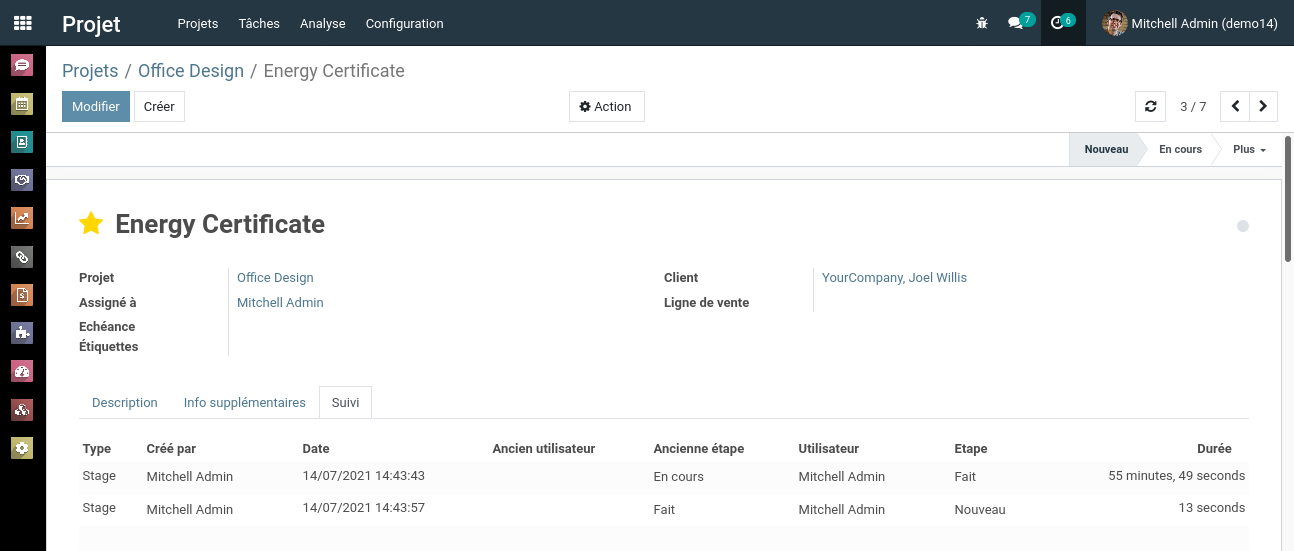 Projet Projets Tâches Analyse Configuration 7 6 Mitchell Admin (demo14)
Projets / Office Design / Energy Certificate
Modifier Créer Action 3 / 7
Nouveau En cours Plus
Energy Certificate
Projet Office Design Client YourCompany, Joel Willis
Assigné à Mitchell Admin Ligne de vente
Echéance
Étiquettes
Description Info supplémentaires Suivi
Type Créé par Date Ancien utilisateur Ancienne étape Utilisateur Etape Durée
Stage Mitchell Admin 14/07/2021 14:43:43 En cours Mitchell Admin Fait 55 minutes, 49 seconds
Stage Mitchell Admin 14/07/2021 14:43:57 Fait Mitchell Admin Nouveau 13 seconds